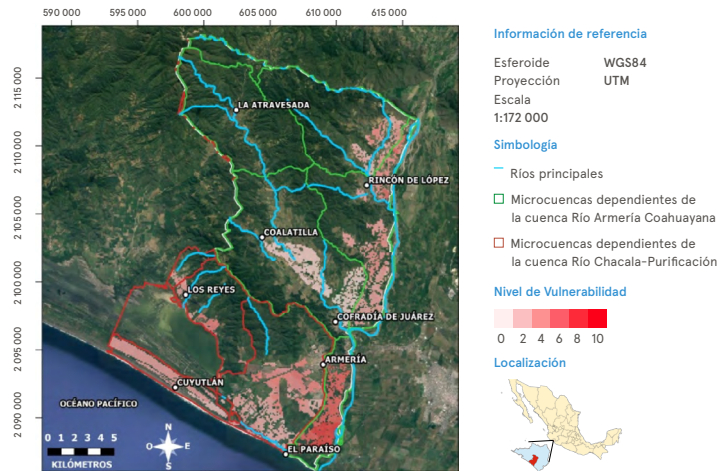 590 000 595 000 600 000 605 000 610 000 615 000
2 115 000
2 110 000
2 105 000
2 100 000
2 095 000
2 090 000
LA ATRAVESADA
RINCÓN DE LÓPEZ
COALATILLA
LOS REYES
COFRADÍA DE JUÁREZ
ARMERÍA
CUYUTLÁN
OCÉANO PACÍFICO
EL PARAÍSO
0 1 2 3 4 5
KILÓMETROS
N
O E
S
Información de referencia
Esferoide WGS84
Proyección UTM
Escala
1:172 000
Simbología
Ríos principales
Microcuencas dependientes de
la cuenca Río Armería Coahuayana
Microcuencas dependientes de
la cuenca Río Chacala-Purificación
Nivel de Vulnerabilidad
0 2 4 6 8 10
Localización